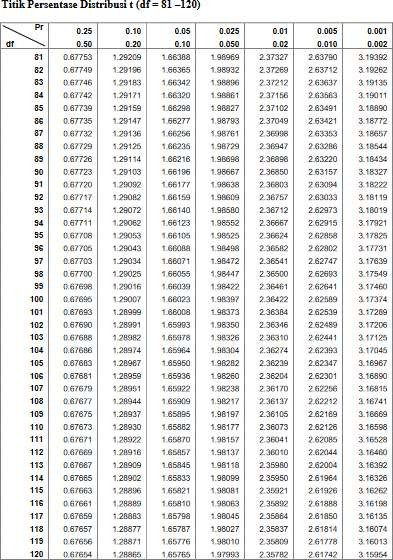 Titik Persentase Distribusi t (df = 81 –120)
Pr 0.25 0.10 0.05 0.025 0.01 0.005 0.001
df 0.50 0.20 0.10 0.050 0.02 0.010 0.002
81 0.67753 1.29209 1.66388 1.98969 2.37327 2.63790 3.19392
82 0.67749 1.29196 1.66365 1.98932 2.37269 2.63712 3.19262
83 0.67746 1.29183 1.66342 1.98896 2.37212 2.63637 3.19135
84 0.67742 1.29171 1.66320 1.98861 2.37156 2.63563 3.19011
85 0.67739 1.29159 1.66298 1.98827 2.37102 2.63491 3.18890
86 0.67735 1.29147 1.66277 1.98793 2.37049 2.63421 3.18772
87 0.67732 1.29136 1.66256 1.98761 2.36998 2.63353 3.18657
88 0.67729 1.29125 1.66235 1.98729 2.36947 2.63286 3.18544
89 0.67726 1.29114 1.66216 1.98698 2.36898 2.63220 3.18434
90 0.67723 1.29103 1.66196 1.98667 2.36850 2.63157 3.18327
91 0.67720 1.29092 1.66177 1.98638 2.36803 2.63094 3.18222
92 0.67717 1.29082 1.66159 1.98609 2.36757 2.63033 3.18119
93 0.67714 1.29072 1.66140 1.98580 2.36712 2.62973 3.18019
94 0.67711 1.29062 1.66123 1.98552 2.36667 2.62915 3.17921
95 0.67708 1.29053 1.66105 1.98525 2.36624 2.62858 3.17825
96 0.67705 1.29043 1.66088 1.98498 2.36582 2.62802 3.17731
97 0.67703 1.29034 1.66071 1.98472 2.36541 2.62747 3.17639
98 0.67700 1.29025 1.66055 1.98447 2.36500 2.62693 3.17549
99 0.67698 1.29016 1.66039 1.98422 2.36461 2.62641 3.17460
100 0.67695 1.29007 1.66023 1.98397 2.36422 2.62589 3.17374
101 0.67693 1.28999 1.66008 1.98373 2.36384 2.62539 3.17289
102 0.67690 1.28991 1.65993 1.98350 2.36346 2.62489 3.17206
103 0.67688 1.28982 1.65978 1.98326 2.36310 2.62441 3.17125
104 0.67686 1.28974 1.65964 1.98304 2.36274 2.62393 3.17045
105 0.67683 1.28967 1.65950 1.98282 2.36239 2.62347 3.16967
106 0.67681 1.28959 1.65936 1.98260 2.36204 2.62301 3.16890
107 0.67679 1.28951 1.65922 1.98238 2.36170 2.62256 3.16815
108 0.67677 1.28944 1.65909 1.98217 2.36137 2.62212 3.16741
109 0.67675 1.28937 1.65895 1.98197 2.36105 2.62169 3.16669
110 0.67673 1.28930 1.65882 1.98177 2.36073 2.62126 3.16598
111 0.67671 1.28922 1.65870 1.98157 2.36041 2.62085 3.16528
112 0.67669 1.28916 1.65857 1.98137 2.36010 2.62044 3.16460
113 0.67667 1.28909 1.65845 1.98118 2.35980 2.62004 3.16392
114 0.67665 1.28902 1.65833 1.98099 2.35950 2.61964 3.16326
115 0.67663 1.28896 1.65821 1.98081 2.35921 2.61926 3.16262
116 0.67661 1.28889 1.65810 1.98063 2.35892 2.61888 3.16198
117 0.67659 1.28883 1.65798 1.98045 2.35864 2.61850 3.16135
118 0.67657 1.28877 1.65787 1.98027 2.35837 2.61814 3.16074
119 0.67656 1.28871 1.65776 1.98010 2.35809 2.61778 3.16013
120 0.67654 1.28865 1.65765 1.97993 2.35782 2.61742 3.15954